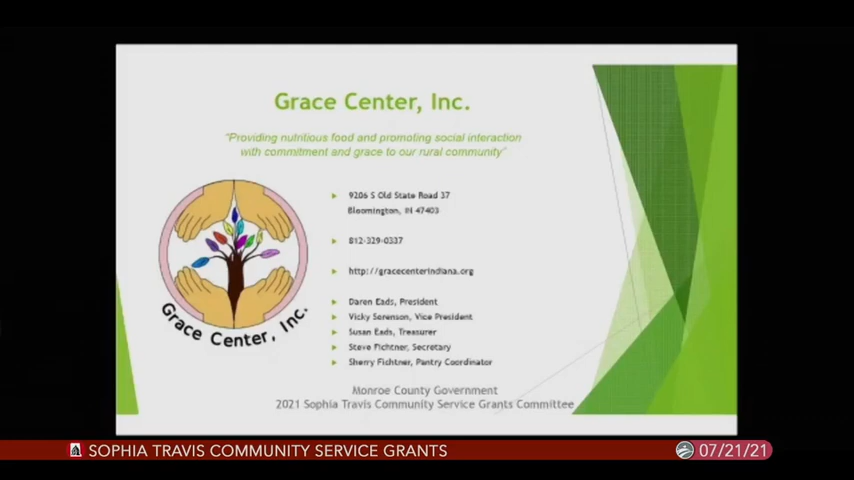 Grace Center, Inc.
"Providing nutritious food and promoting social interaction
with commitment and grace to our rural community"
9206 S Old State Road 37
Bloomington, IN 47403
812-329-0337
http://gracecenterindiana.org
Daren Eads, President
Vicky Sorenson, Vice President
Susan Eads, Treasurer
Steve Fichtner, Secretary
Sherry Fichtner, Pantry Coordinator
Grace Center, Inc.
Monroe County Government
2021 Sophia Travis Community Service Grants Committee
SOPHIA TRAVIS COMMUNITY SERVICE GRANTS
07/21/21